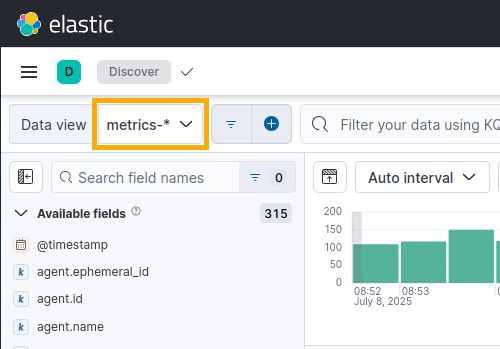 elastic
D Discover
Data view metrics-* Filter your data using KQ
Search field names 0 Auto interval
Available fields 315
@timestamp
k agent.ephemeral_id
k agent.id
k agent.name
200
150
100
50
0
08:52 08:53
July 8, 2025